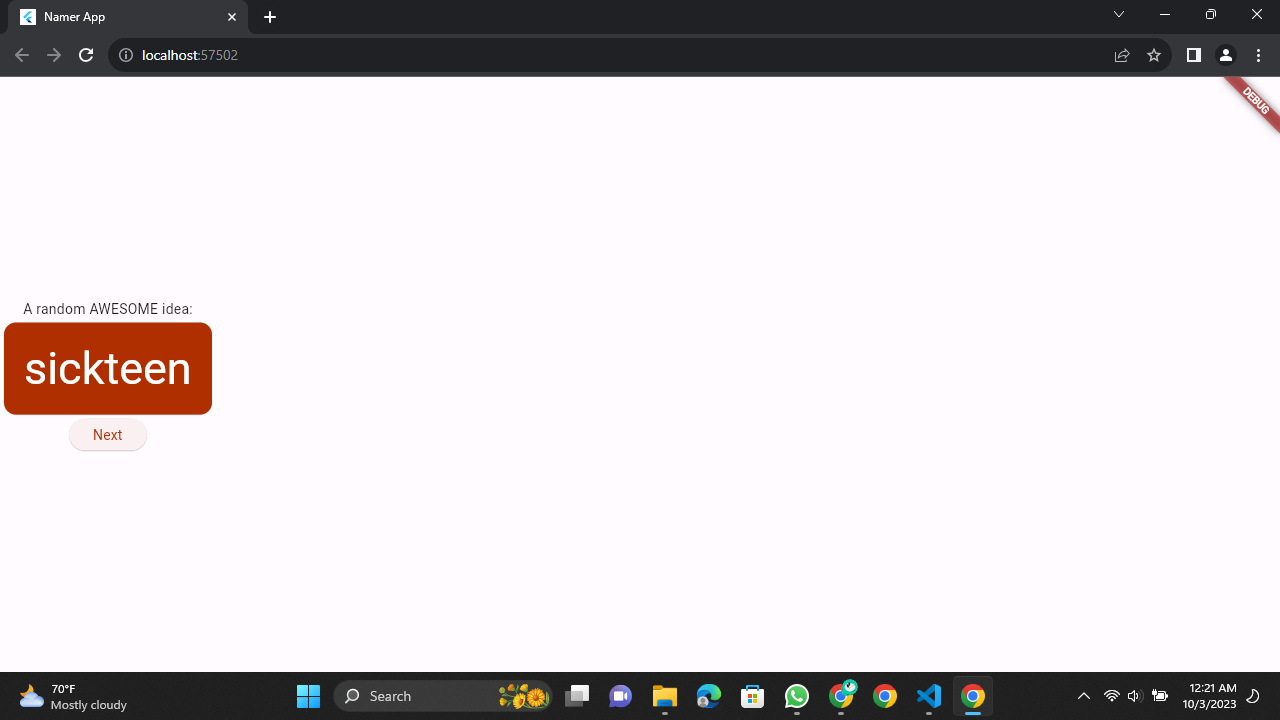 Namer App
localhost:57502
DEBUG
A random AWESOME idea:
sickteen
Next
70°F
Mostly cloudy
Search
12:21 AM
10/3/2023